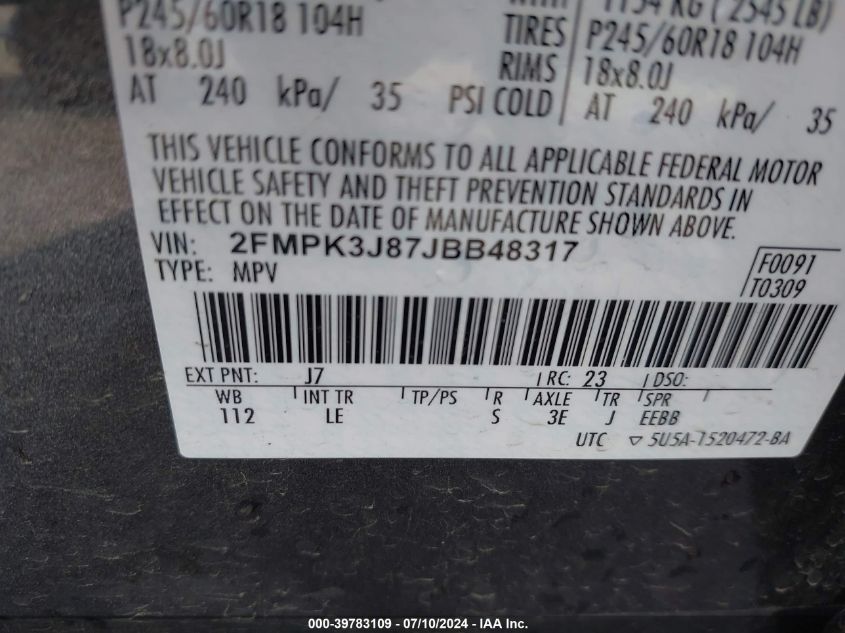 P245/60R18 104H TIRES P245/60R18 104H
18x8.0J RIMS 18x8.0J
AT 240 kPa/ 35 PSI COLD AT 240 kPa/ 35
THIS VEHICLE CONFORMS TO ALL APPLICABLE FEDERAL MOTOR
VEHICLE SAFETY AND THEFT PREVENTION STANDARDS IN
EFFECT ON THE DATE OF MANUFACTURE SHOWN ABOVE.
VIN: 2FMPK3J87JBB48317
TYPE: MPV
F0091
T0309
EXT PNT: J7 RC: 23 DSO:
WB INT TR TP/PS R AXLE TR SPR
112 LE S 3E J EEBB
UTC ▽ 5U5A-1520472-BA
000-39783109 - 07/10/2024 - IAA Inc.